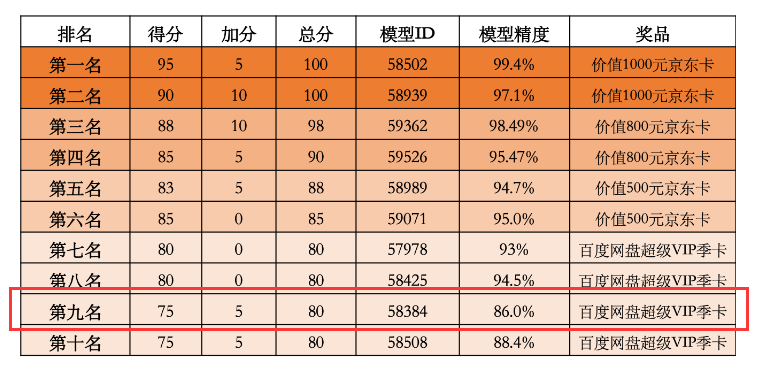 排名 得分 加分 总分 模型ID 模型精度 奖品
第一名 95 5 100 58502 99.4% 价值1000元京东卡
第二名 90 10 100 58939 97.1% 价值1000元京东卡
第三名 88 10 98 59362 98.49% 价值800元京东卡
第四名 85 5 90 59526 95.47% 价值800元京东卡
第五名 83 5 88 58989 94.7% 价值500元京东卡
第六名 85 0 85 59071 95.0% 价值500元京东卡
第七名 80 0 80 57978 93% 百度网盘超级VIP季卡
第八名 80 0 80 58425 94.5% 百度网盘超级VIP季卡
第九名 75 5 80 58384 86.0% 百度网盘超级VIP季卡
第十名 75 5 80 58508 88.4% 百度网盘超级VIP季卡